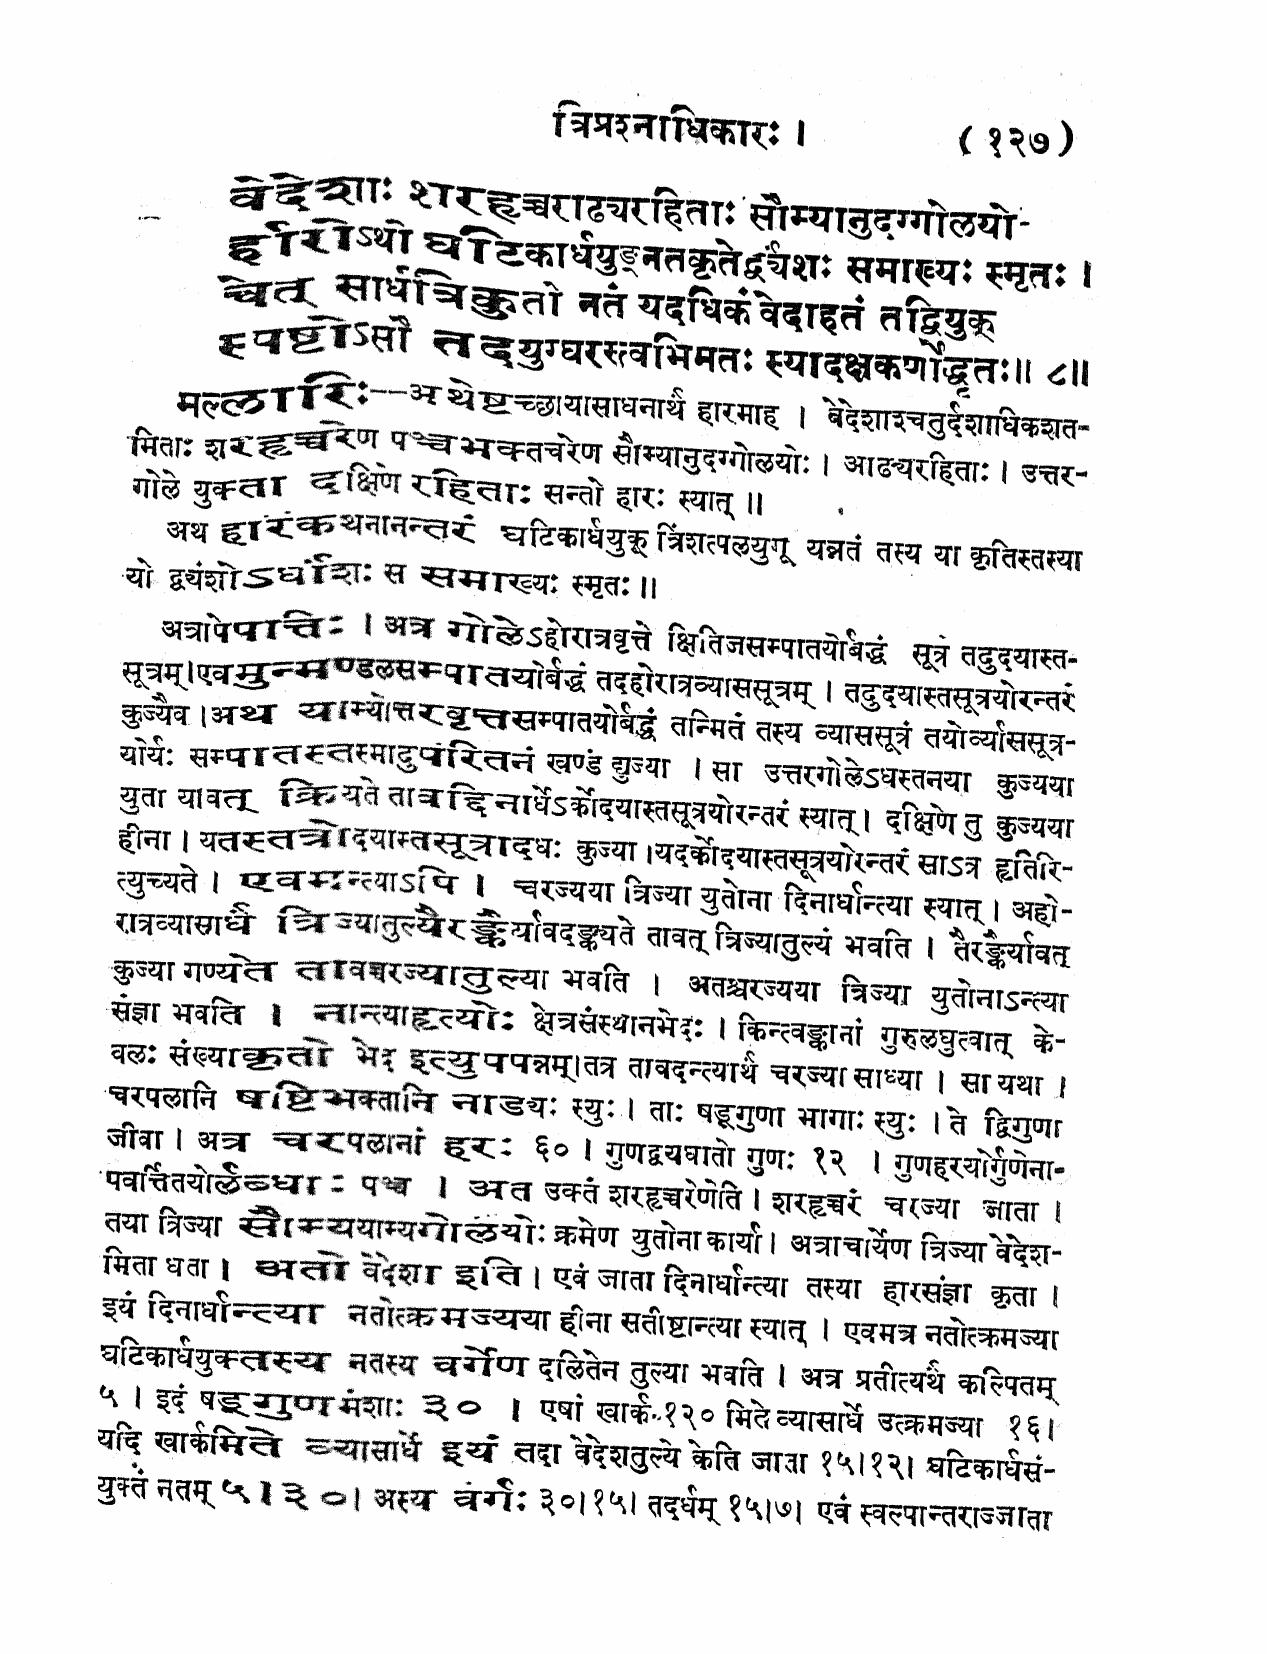 त्रिप्रश्नाधिकारः । (१२७)
वेदेशाः शरहृच्चराढ्यरहिताः सौम्यानुदग्गोलयो-
र्हारोऽथो घटिकार्धयुङ्नतकृतेर्द्व्यंशः समाख्यः स्मृतः ।
चेत् सार्धत्रिकुतो नतं यदधिकं वेदाहतं तद्वियुक्
स्पष्टोऽसौ तदयुग्घरस्त्वभिमतः स्यादक्षकर्णोद्धृतः॥ ८॥
मल्लारिः--अथेष्टच्छायासाधनार्थं हारमाह । वेदेशाश्चतुर्दशाधिकशत-
मिताः शरहृच्चरेण पञ्चभक्तचरेण सौम्यानुदग्गोलयोः । आढ्यरहिताः । उत्तर-
गोले युक्ता दक्षिणे रहिताः सन्तो हारः स्यात् ॥
अथ हारकथनानन्तरं घटिकार्धयुक् त्रिंशत्पलयुगू यन्नतं तस्य या कृतिस्तस्या
यो द्व्यंशोऽर्धांशः स समाख्यः स्मृतः ॥
अत्रोपपत्तिः । अत्र गोलेऽहोरात्रवृत्ते क्षितिजसम्पातयोर्बद्धं सूत्रं तदुदयास्त-
सूत्रम्।एवमुन्मण्डलसम्पातयोर्बद्धं तदहोरात्रव्याससूत्रम् । तदुदयास्तसूत्रयोरन्तरं
कुज्यैव । अथ याम्योत्तरवृत्तसम्पातयोर्बद्धं तन्मितं तस्य व्याससूत्रं तयोर्व्याससूत्र-
योर्यः सम्पातस्तस्मादुपरितनं खण्डं द्युज्या । सा उत्तरगोलेऽधस्तनया कुज्यया
युता यावत् क्रियते तावद्दिनार्धेऽर्कोदयास्तसूत्रयोरन्तरं स्यात् । दक्षिणे तु कुज्यया
हीना । यतस्तत्रोदयास्तसूत्रादधः कुज्या ।यदर्कोदयास्तसूत्रयोरन्तरं साऽत्र हृतिरि-
त्युच्यते । एवमन्त्याऽपि । चरज्यया त्रिज्या युतोना दिनार्धान्त्या स्यात् । अहो-
रात्रव्यासार्धं त्रिज्यातुल्यैरङ्कैर्यावदङ्क्यते तावत् त्रिज्यातुल्यं भवति । तैरङ्कैर्यावत्
कुज्या गण्यते तावच्चरज्यातुल्या भवति । अतश्चरज्यया त्रिज्या युतोनाऽन्त्या
संज्ञा भवति । नान्त्याहृत्योः क्षेत्रसंस्थानभेदः । किन्त्वङ्कानां गुरुलघुत्वात् के-
वलः संख्याकृतो भेद इत्युपपन्नम्।तत्र तावदन्त्यार्थं चरज्या साध्या । सा यथा ।
चरपलानि षष्टिभक्तानि नाड्यः स्युः । ताः षड्गुणा भागाः स्युः । ते द्विगुणा
जीवा । अत्र चरपलानां हरः ६० । गुणद्वयघातो गुणः १२ । गुणहरयोर्गुणेना-
पवर्त्तितयोर्लब्धाः पञ्च । अत उक्तं शरहृच्चरेणेति । शरहृच्चरं चरज्या जाता ।
तया त्रिज्या सौम्ययाम्यगोलयोः क्रमेण युतोना कार्या । अत्राचार्येण त्रिज्या वेदेश-
मिता धृता । अतो वेदेशा इति । एवं जाता दिनार्धान्त्या तस्या हारसंज्ञा कृता ।
इयं दिनार्धान्त्या नतोत्क्रमज्यया हीना सतीष्टान्त्या स्यात् । एवमत्र नतोत्क्रमज्या
घटिकार्धयुक्तस्य नतस्य वर्गेण दलितेन तुल्या भवति । अत्र प्रतीत्यर्थं कल्पितम्
५ । इदं षड्गुणमंशाः ३० । एषां खार्क-१२० मिते व्यासार्धे उत्क्रमज्या १६।
यदि खार्कमिते व्यासार्धे इयं तदा वेदेशतुल्ये केति जाता १५।१२। घटिकार्धसं-
युक्तं नतम् ५।३०। अस्य वर्गः ३०।१५। तदर्धम् १५।७। एवं स्वल्पान्तराज्जाता